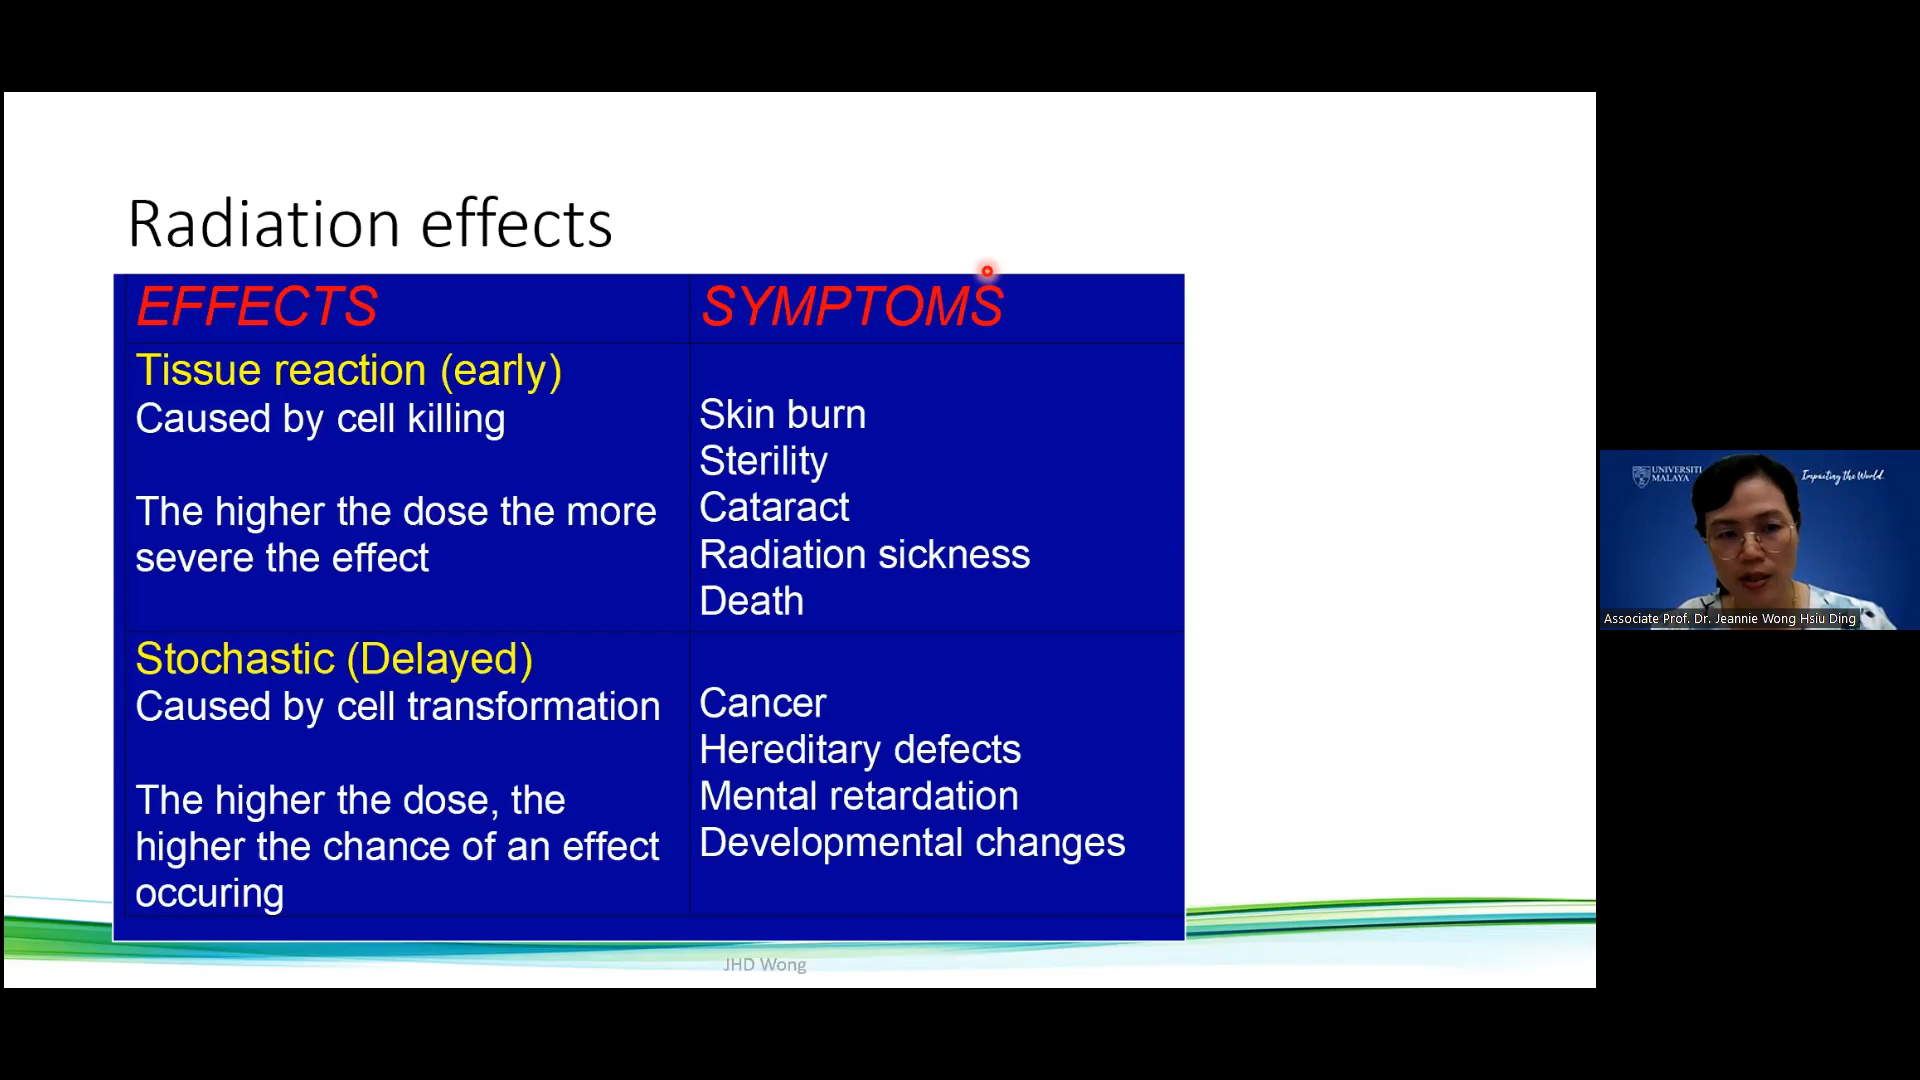 Radiation effects
EFFECTS
SYMPTOMS
Tissue reaction (early)
Caused by cell killing
The higher the dose the more
severe the effect
Skin burn
Sterility
Cataract
Radiation sickness
Death
Stochastic (Delayed)
Caused by cell transformation
The higher the dose, the
higher the chance of an effect
occuring
Cancer
Hereditary defects
Mental retardation
Developmental changes
JHD Wong
UNIVERSITI
MALAYA
Impacting the World.
Associate Prof. Dr. Jeannie Wong Hsiu Ding